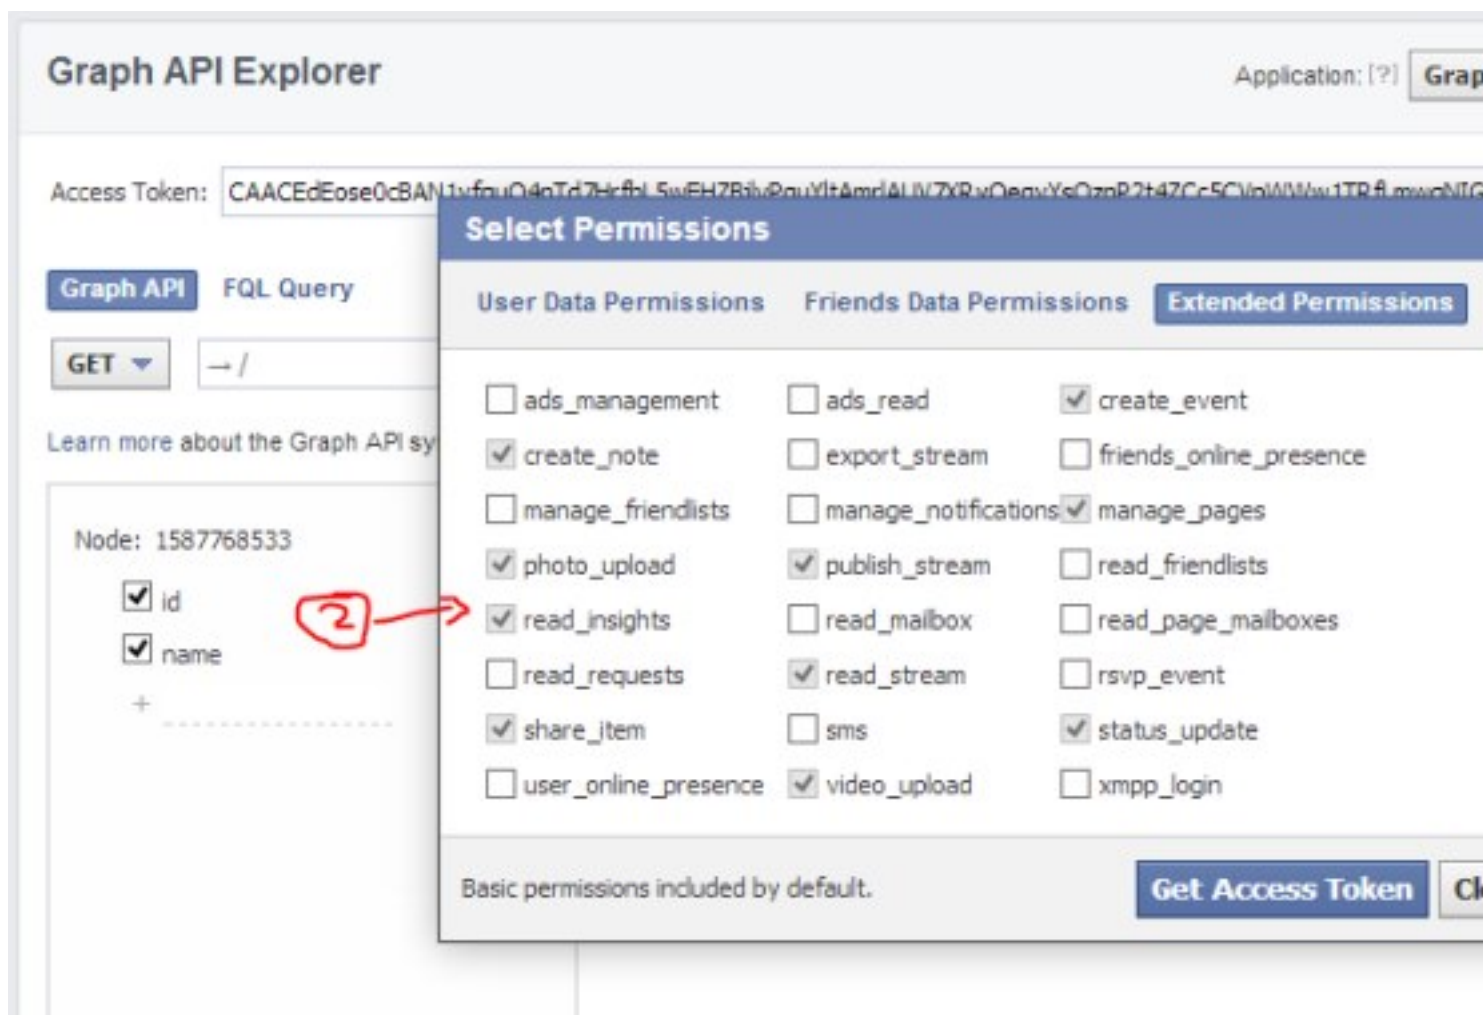 Graph API Explorer
Application: [?] Grap
Access Token: CAACEdEose0cBAN1
Select Permissions
Graph API FQL Query
User Data Permissions Friends Data Permissions Extended Permissions
GET → /
ads_management ads_read create_event
Learn more about the Graph API sy
create_note export_stream friends_online_presence
manage_friendlists manage_notifications manage_pages
Node: 1587768533
photo_upload publish_stream read_friendlists
id
2
read_insights read_mailbox read_page_mailboxes
name
read_requests read_stream rsvp_event
+
share_item sms status_update
user_online_presence video_upload xmpp_login
Basic permissions included by default.
Get Access Token Cl